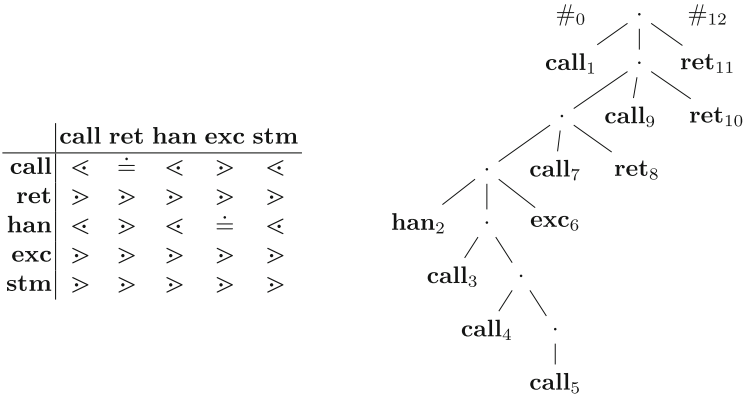 call ret han exc stm
call ⋖ ≐ ⋖ ⋗ ⋖
ret ⋗ ⋗ ⋗ ⋗ ⋗
han ⋖ ⋗ ⋖ ≐ ⋖
exc ⋗ ⋗ ⋗ ⋗ ⋗
stm ⋗ ⋗ ⋗ ⋗ ⋗
#₀ #₁₂
call₁ ret₁₁
call₉ ret₁₀
call₇ ret₈
han₂ exc₆
call₃
call₄
call₅